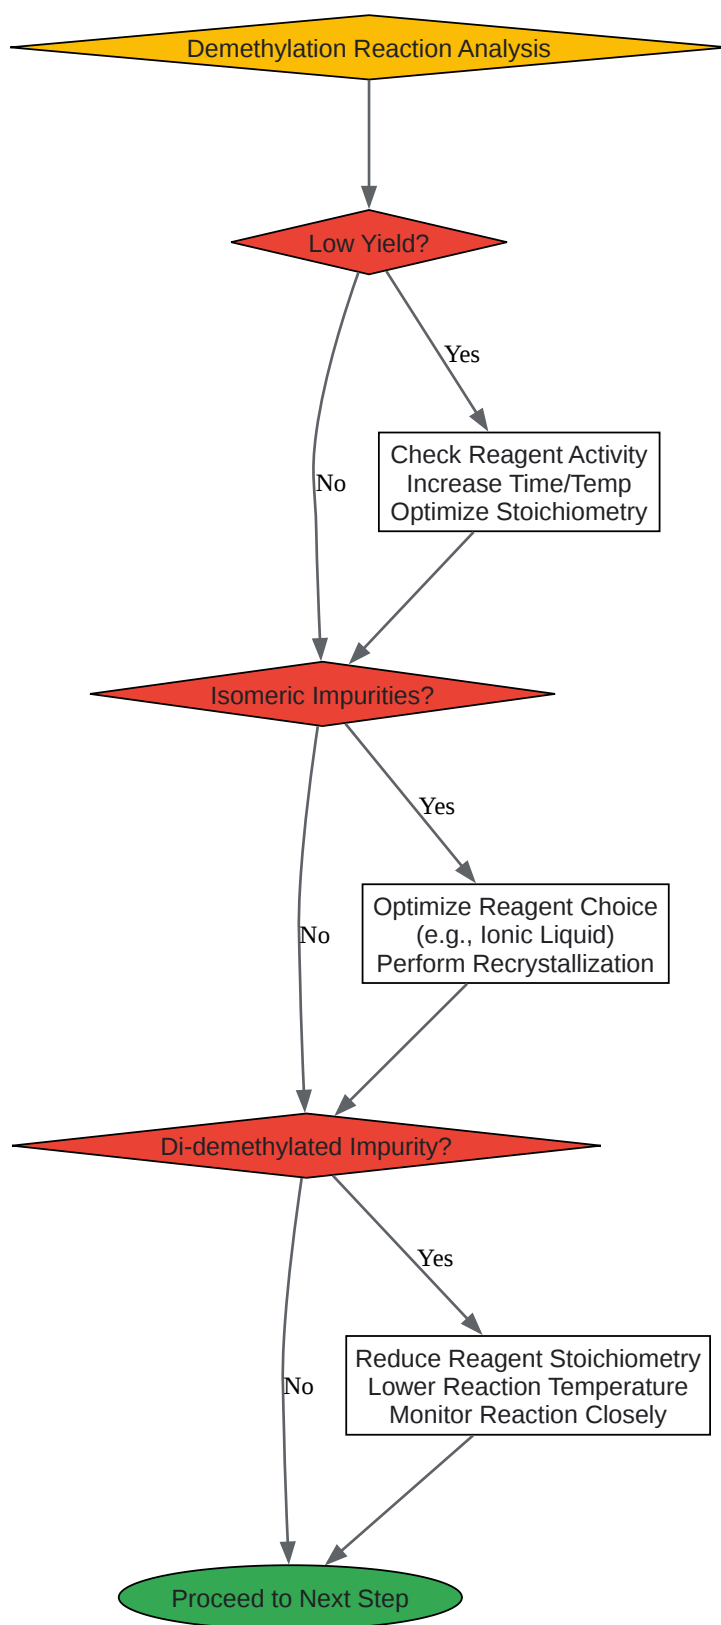 Demethylation Reaction Analysis
Low Yield?
Yes
Check Reagent Activity
Increase Time/Temp
Optimize Stoichiometry
No
Isomeric Impurities?
Yes
Optimize Reagent Choice
(e.g., Ionic Liquid)
Perform Recrystallization
No
Di-demethylated Impurity?
Yes
Reduce Reagent Stoichiometry
Lower Reaction Temperature
Monitor Reaction Closely
No
Proceed to Next Step